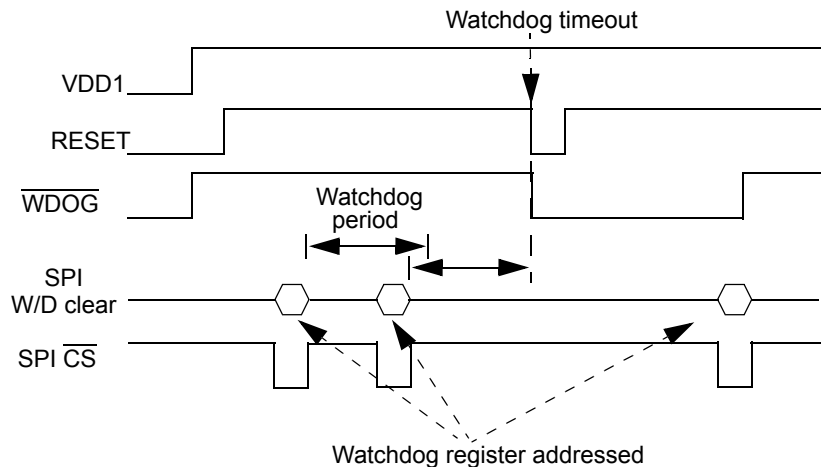 Watchdog timeout
VDD1
RESET
WDOG
Watchdog
period
SPI
W/D clear
SPI CS
Watchdog register addressed